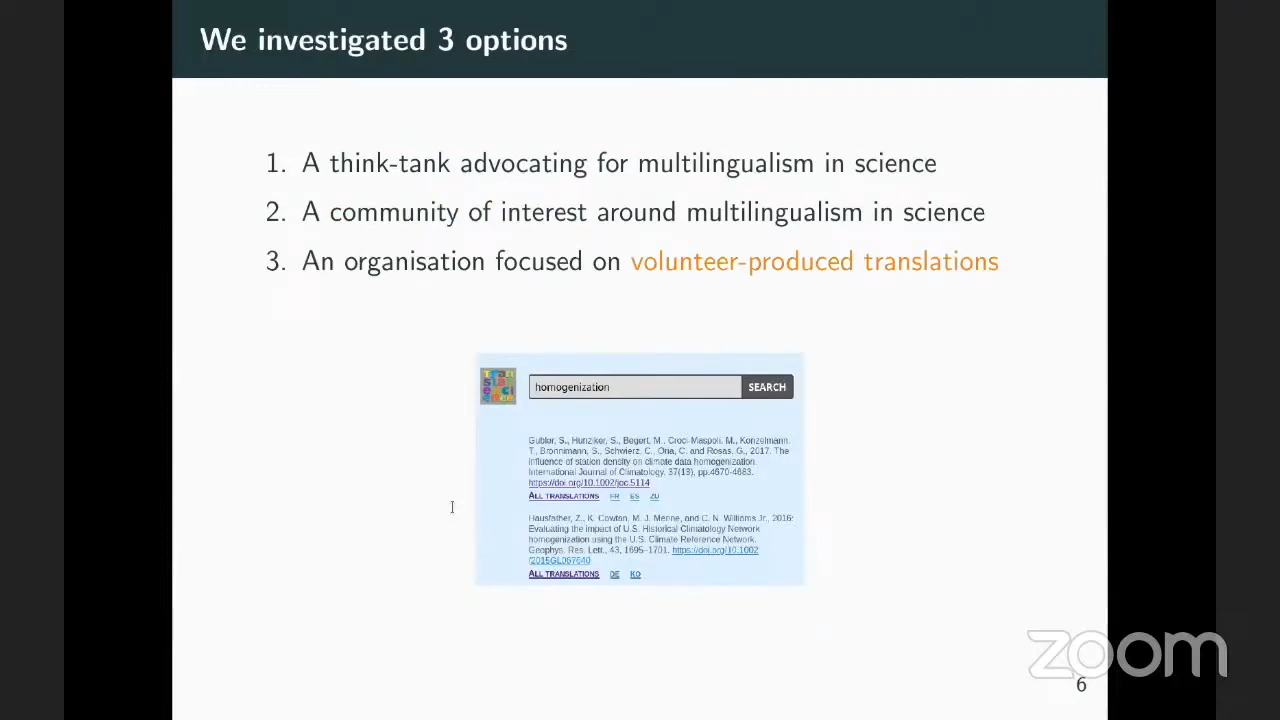 We investigated 3 options
1. A think-tank advocating for multilingualism in science
2. A community of interest around multilingualism in science
3. An organisation focused on volunteer-produced translations
homogenization
SEARCH
Gubler, S., Hunziker, S., Begert, M., Croci-Maspoli, M., Konzelmann,
T., Brönnimann, S., Schwierz, C., Oria, C. and Rosas, G., 2017. The
influence of station density on climate data homogenization.
International Journal of Climatology, 37(13), pp.4670-4683.
https://doi.org/10.1002/joc.5114
ALL TRANSLATIONS FR ES ZU
Hausfather, Z., K. Cowtan, M. J. Menne, and C. N. Williams Jr., 2016:
Evaluating the impact of U.S. Historical Climatology Network
homogenization using the U.S. Climate Reference Network.
Geophys. Res. Lett., 43, 1695–1701. https://doi.org/10.1002
/2015GL067640
ALL TRANSLATIONS DE KO
zoom
6